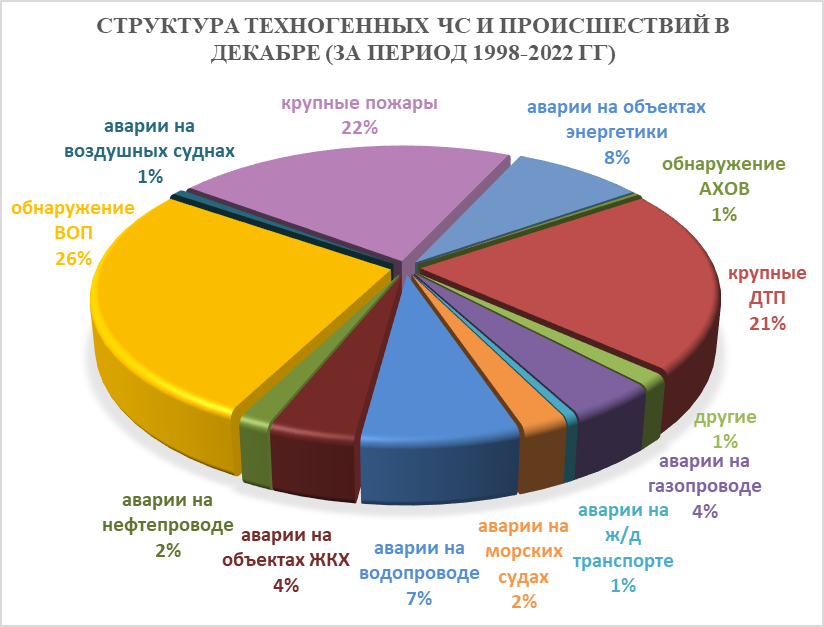 СТРУКТУРА ТЕХНОГЕННЫХ ЧС И ПРОИСШЕСТВИЙ В
ДЕКАБРЕ (ЗА ПЕРИОД 1998-2022 ГГ)
крупные пожары
22%
аварии на объектах
энергетики
8%
обнаружение
АХОВ
1%
крупные
ДТП
21%
другие
1%
аварии на
газопроводе
4%
аварии на
ж/д
транспорте
1%
аварии на
морских
судах
2%
аварии на
водопроводе
7%
аварии на
объектах ЖКХ
4%
аварии на
нефтепроводе
2%
обнаружение
ВОП
26%
аварии на
воздушных суднах
1%